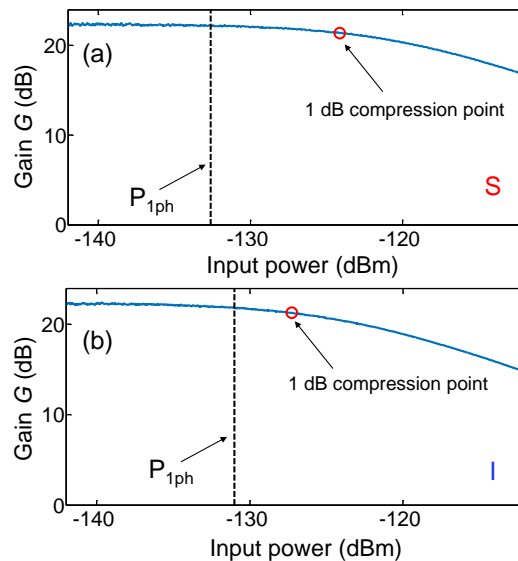 20
(a)
1 dB compression point
10
Gain G (dB)
P1ph
S
0
-140
-130
-120
Input power (dBm)
20
(b)
1 dB compression point
10
Gain G (dB)
P1ph
I
0
-140
-130
-120
Input power (dBm)